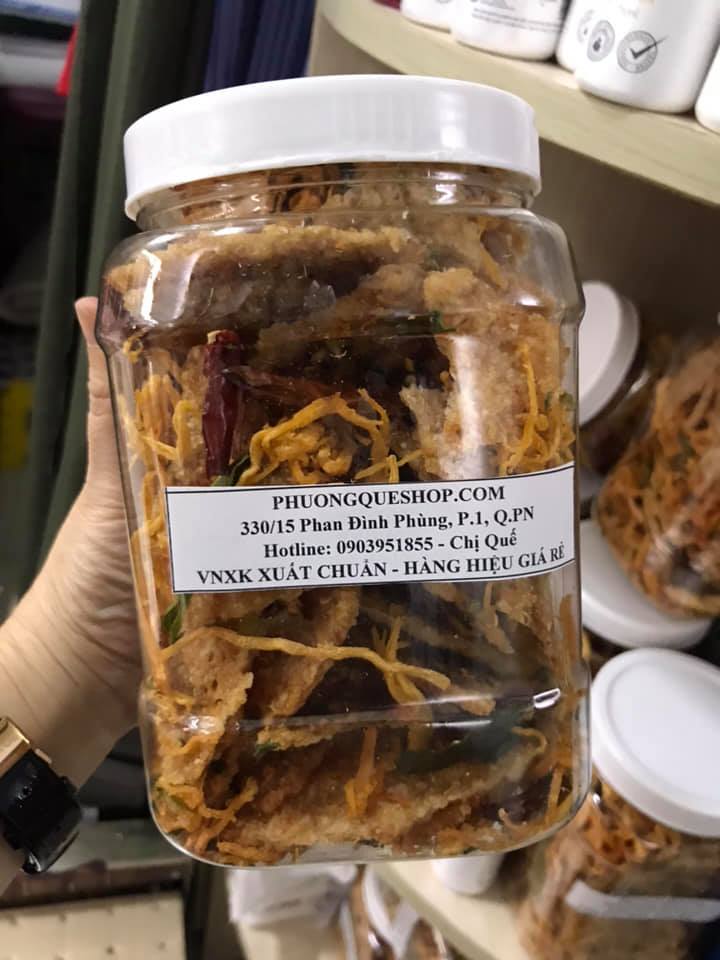 PHUONGQUESHOP.COM
330/15 Phan Đình Phùng, P.1, Q.PN
Hotline: 0903951855 - Chị Quế
VNXK XUẤT CHUẨN - HÀNG HIỆU GIÁ RẺ